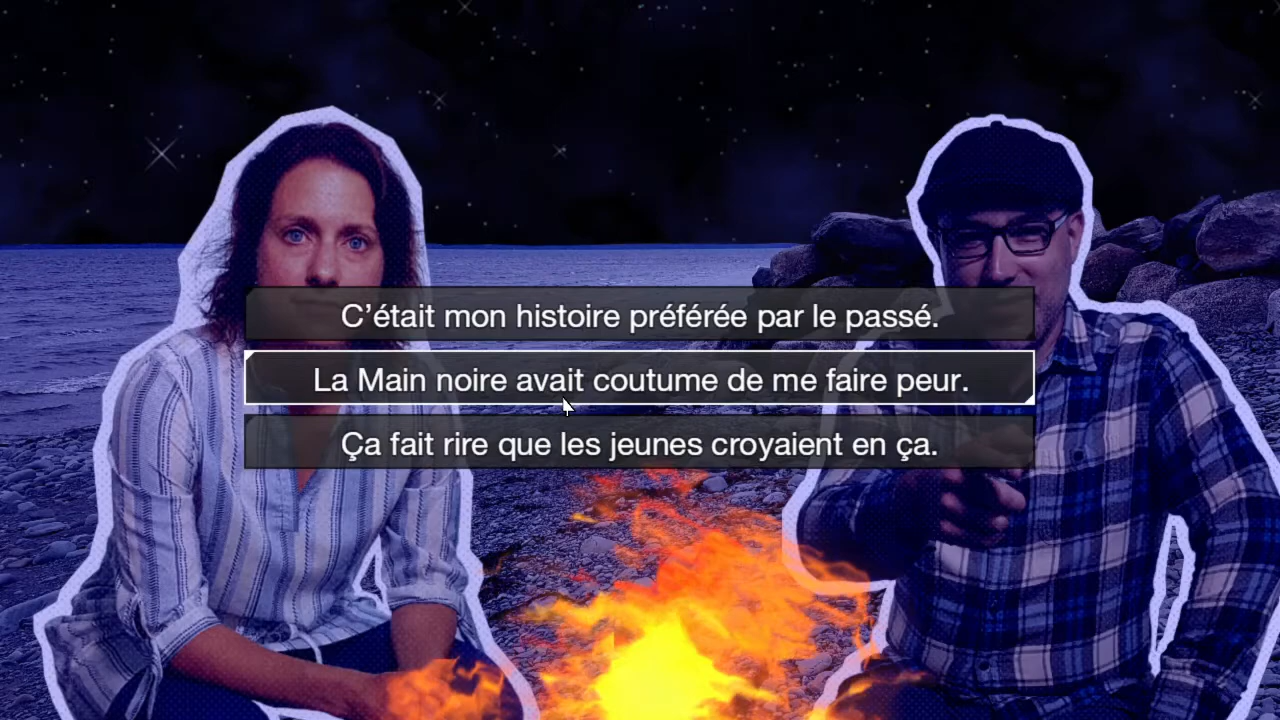 C’était mon histoire préférée par le passé.
La Main noire avait coutume de me faire peur.
Ça fait rire que les jeunes croyaient en ça.